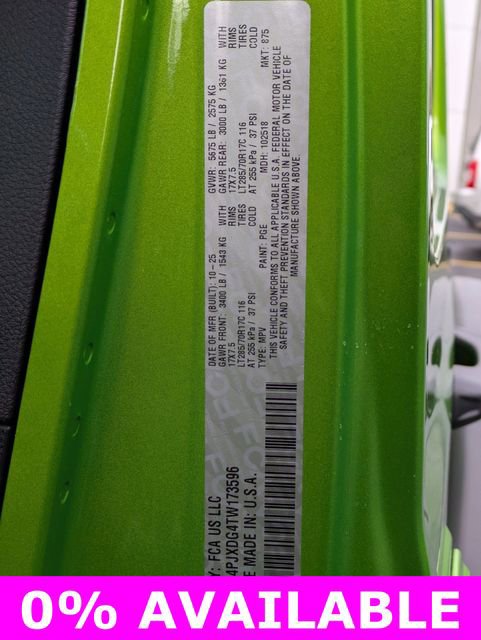 Y: FCA US LLC
4PJXDG4TW173596
E MADE IN: U.S.A.
DATE OF MFR (BUILT): 10-25
GVWR: 5675 LB / 2575 KG
GAWR FRONT: 3400 LB / 1543 KG
WITH
GAWR REAR: 3000 LB / 1361 KG
WITH
17X7.5
RIMS
17X7.5
RIMS
LT285/70R17C 116
TIRES
LT285/70R17C 116
TIRES
AT 255 kPa / 37 PSI
COLD
AT 255 kPa / 37 PSI
COLD
TYPE: MPV
PAINT: PGE
MDH: 102518
MKT: 875
THIS VEHICLE CONFORMS TO ALL APPLICABLE U.S.A. FEDERAL MOTOR VEHICLE
SAFETY AND THEFT PREVENTION STANDARDS IN EFFECT ON THE DATE OF
MANUFACTURE SHOWN ABOVE.
0% AVAILABLE